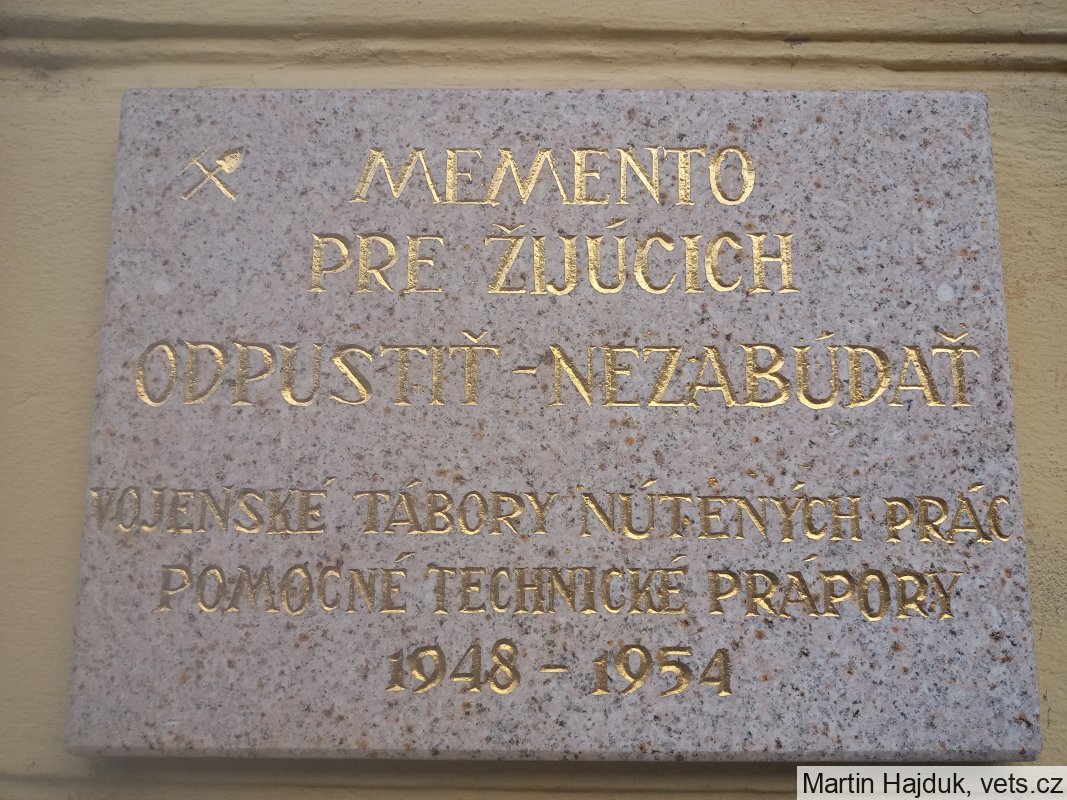 MEMENTO
PRE ŽIJÚCICH
ODPUSTIŤ - NEZABÚDAŤ
VOJENSKÉ TÁBORY NÚTENÝCH PRÁC
POMOCNÉ TECHNICKÉ PRÁPORY
1948 - 1954
Martin Hajduk, vets.cz